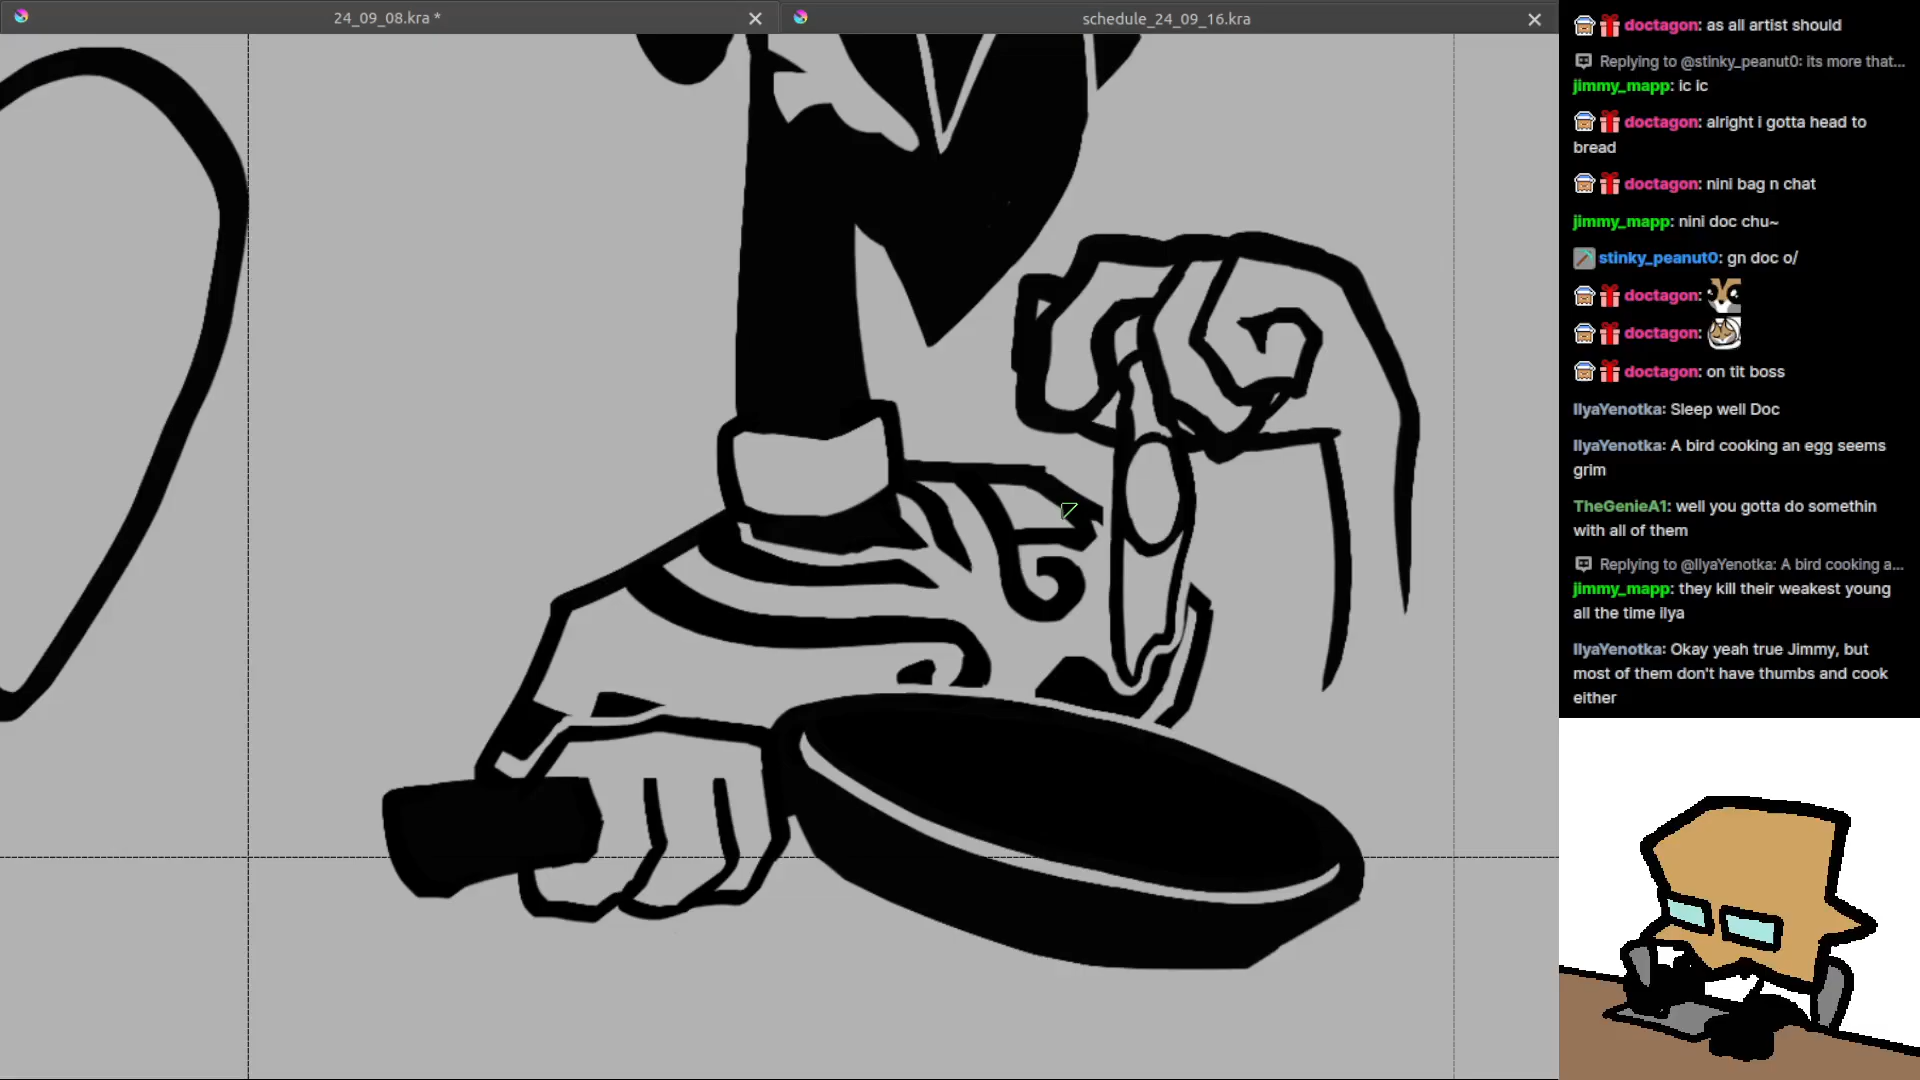 24_09_08.kra *
schedule_24_09_16.kra
doctagon: as all artist should
Replying to @stinky_peanut0: its more that...
jimmy_mapp: ic ic
doctagon: alright i gotta head to
bread
doctagon: nini bag n chat
jimmy_mapp: nini doc chu~
stinky_peanut0: gn doc o/
doctagon:
doctagon:
doctagon: on tit boss
IlyaYenotka: Sleep well Doc
IlyaYenotka: A bird cooking an egg seems
grim
TheGenieA1: well you gotta do somethin
with all of them
Replying to @IlyaYenotka: A bird cooking a...
jimmy_mapp: they kill their weakest young
all the time ilya
IlyaYenotka: Okay yeah true Jimmy, but
most of them don't have thumbs and cook
either